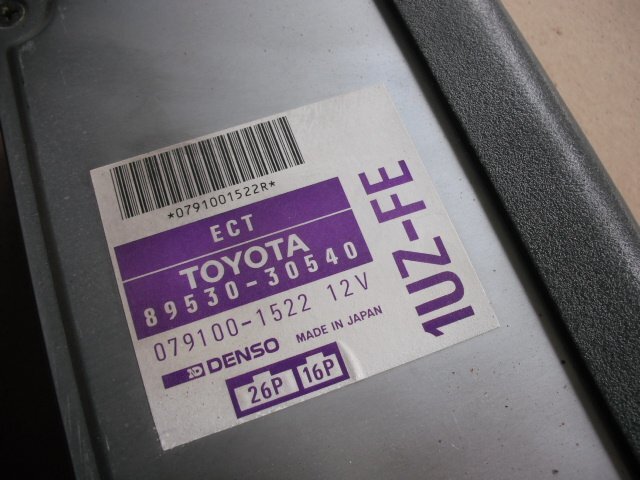 *0791001522R*
ECT
TOYOTA
89530-30540
079100-1522 12V
DENSO MADE IN JAPAN
26P 16P
1UZ-FE